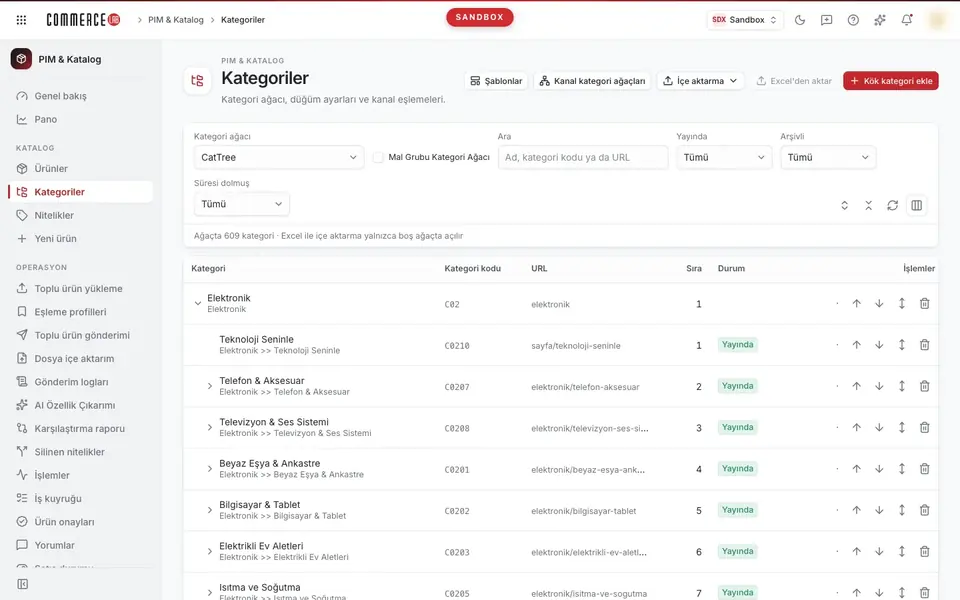 COMMERCE
PIM & Katalog
Kategoriler
SANDBOX
SDX Sandbox
PIM & Katalog
Genel bakış
Pano
KATALOG
Ürünler
Kategoriler
Nitelikler
Yeni ürün
OPERASYON
Toplu ürün yükleme
Eşleme profilleri
Toplu ürün gönderimi
Dosya içe aktarım
Gönderim logları
AI Özellik Çıkarımı
Karşılaştırma raporu
Silinen nitelikler
İşlemler
İş kuyruğu
Ürün onayları
Yorumlar
PIM & KATALOG
Kategoriler
Kategori ağacı, düğüm ayarları ve kanal eşlemeleri.
Şablonlar
Kanal kategori ağaçları
İçe aktarma
Excel'den aktar
Kök kategori ekle
Kategori ağacı
CatTree
Mal Grubu Kategori Ağacı
Ara
Ad, kategori kodu ya da URL
Yayında
Tümü
Arşivli
Tümü
Süresi dolmuş
Tümü
Ağaçta 609 kategori · Excel ile içe aktarma yalnızca boş ağaçta açılır
Kategori Kategori kodu URL Sıra Durum İşlemler
Elektronik
Elektronik
C02 elektronik 1
Teknoloji Seninle
Elektronik >> Teknoloji Seninle
C0210 sayfa/teknoloji-seninle 1 Yayında
Telefon & Aksesuar
Elektronik >> Telefon & Aksesuar
C0207 elektronik/telefon-aksesuar 2 Yayında
Televizyon & Ses Sistemi
Elektronik >> Televizyon & Ses Sistemi
C0208 elektronik/televizyon-ses-si... 3 Yayında
Beyaz Eşya & Ankastre
Elektronik >> Beyaz Eşya & Ankastre
C0201 elektronik/beyaz-esya-ank... 4 Yayında
Bilgisayar & Tablet
Elektronik >> Bilgisayar & Tablet
C0202 elektronik/bilgisayar-tablet 5 Yayında
Elektrikli Ev Aletleri
Elektronik >> Elektrikli Ev Aletleri
C0203 elektronik/elektrikli-ev-aletl... 6 Yayında
Isıtma ve Soğutma
Elektronik >> Isıtma ve Soğutma
C0205 elektronik/isitma-ve-sogutma 7 Yayında